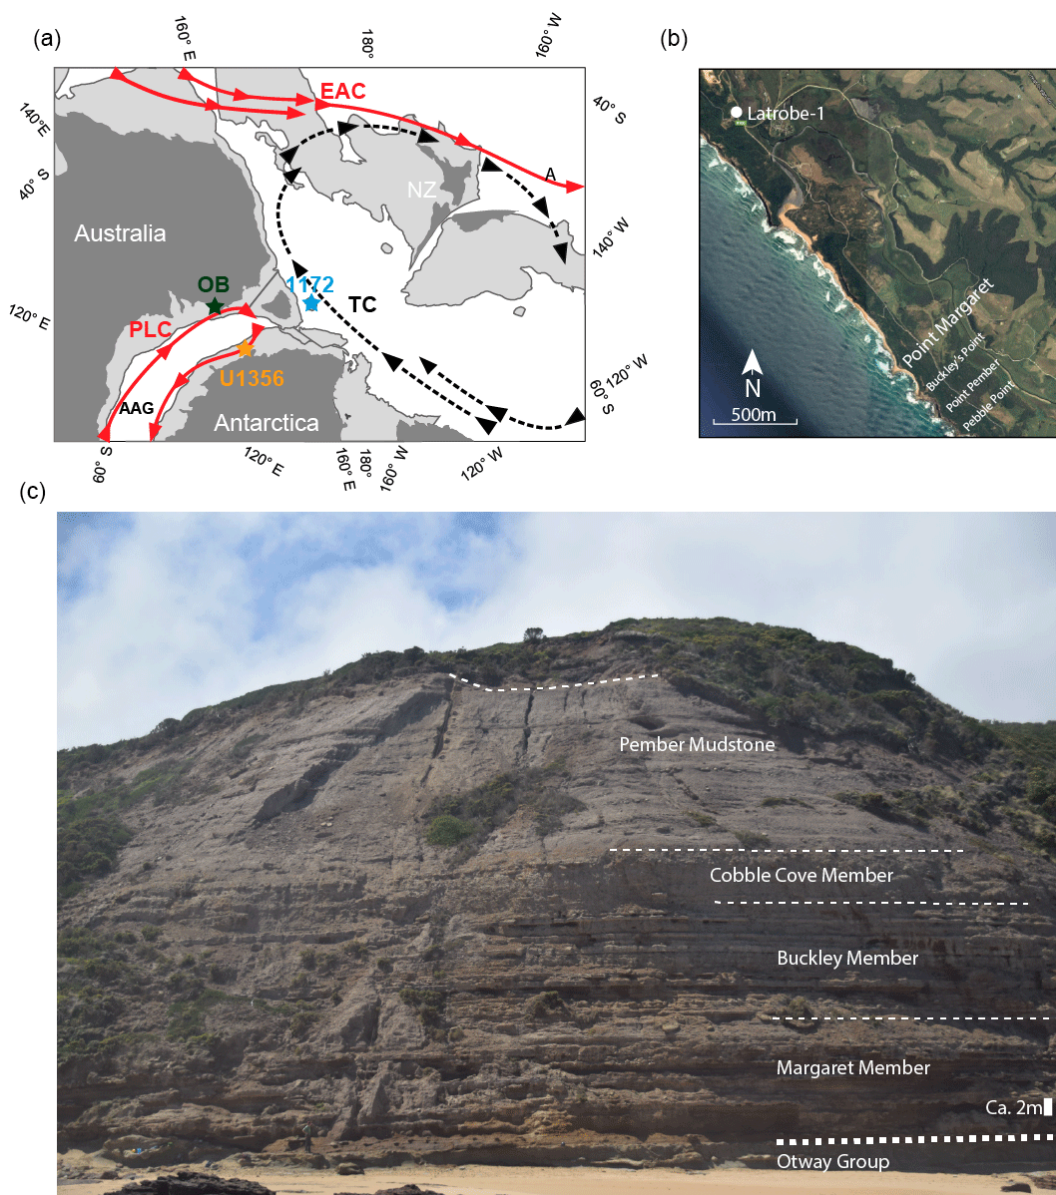 (a)
160° E
180°
160° W
140°E
40° S
EAC
40° S
A
NZ
Australia
140° W
OB
1172
TC
120° E
PLC
U1356
AAG
Antarctica
60° S
120° W
60° S
120° E
160° E
180°
160° W
120° W
(b)
Latrobe-1
Point Margaret
Buckley's Point
Point Pember
Pebble Point
N
500m
(c)
Pember Mudstone
Cobble Cove Member
Buckley Member
Margaret Member
Ca. 2m
Otway Group